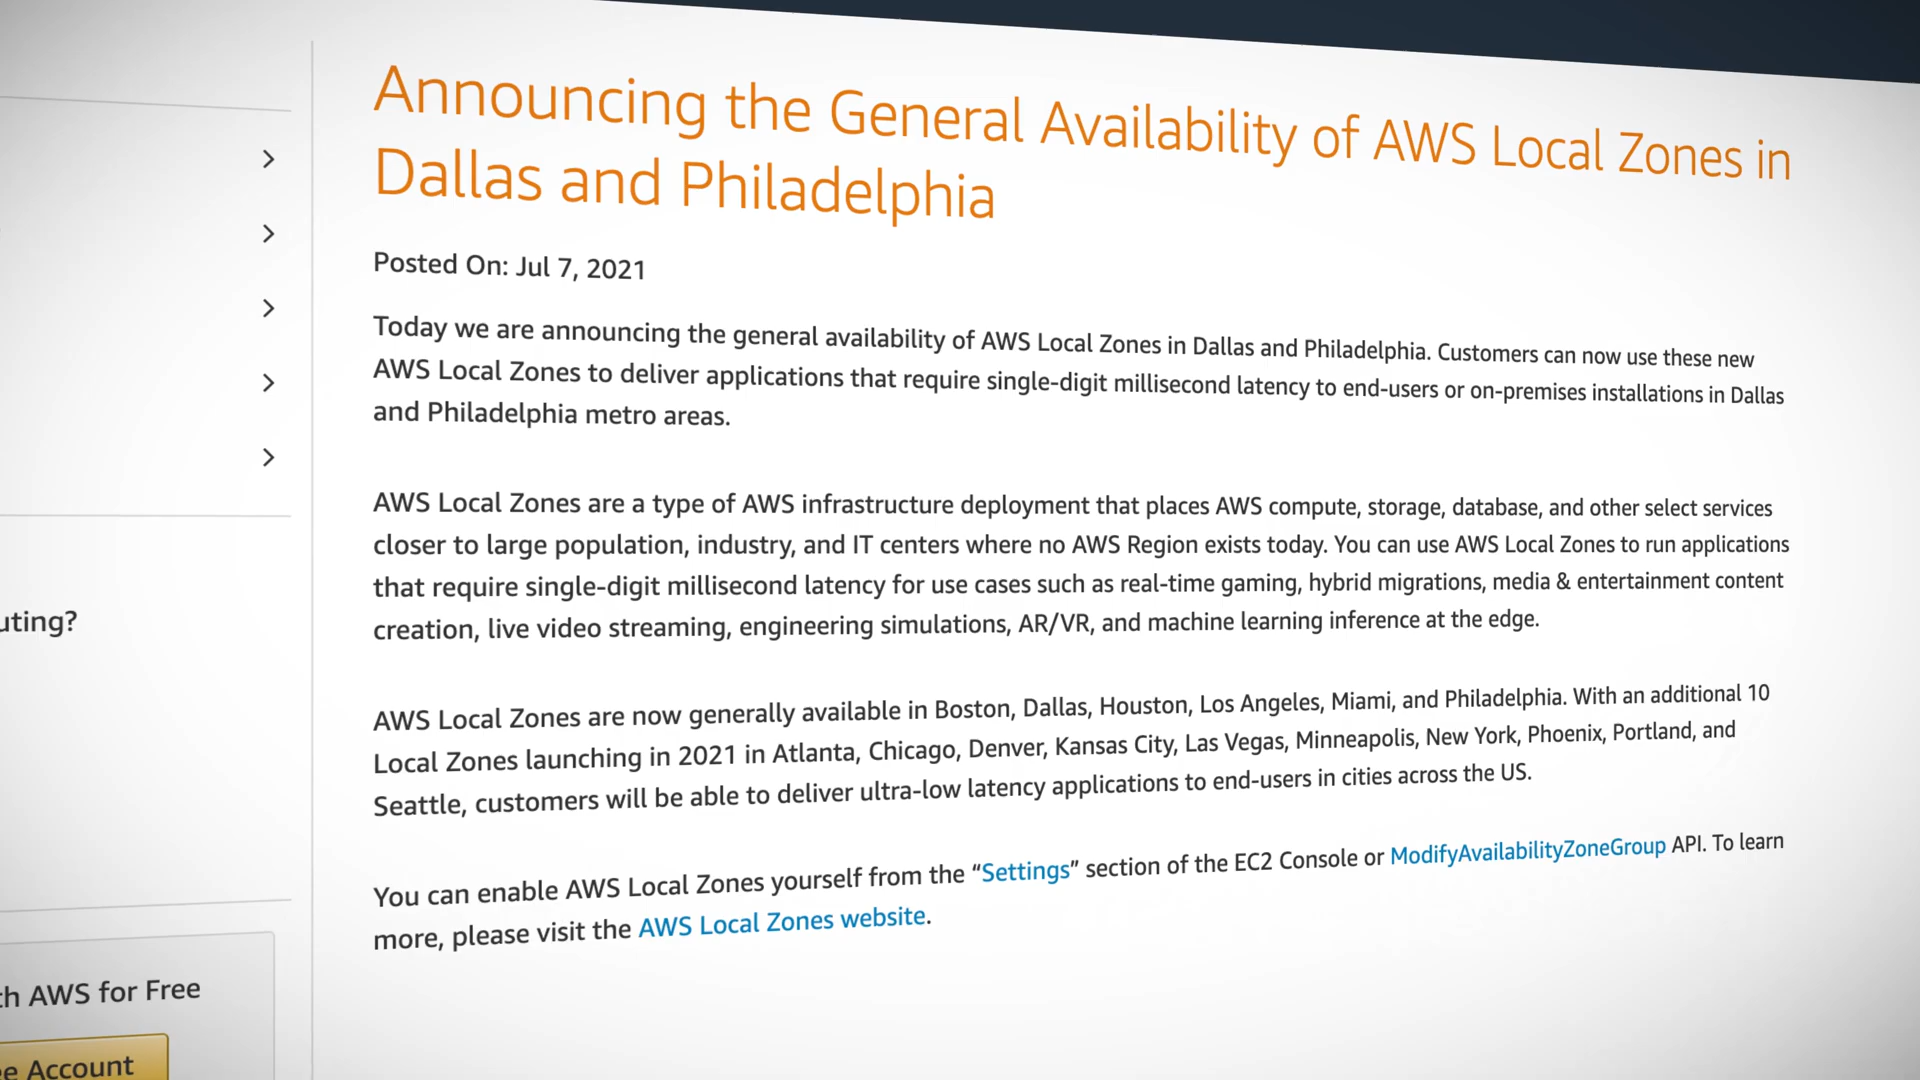 Announcing the General Availability of AWS Local Zones in
Dallas and Philadelphia
Posted On: Jul 7, 2021
Today we are announcing the general availability of AWS Local Zones in Dallas and Philadelphia. Customers can now use these new
AWS Local Zones to deliver applications that require single-digit millisecond latency to end-users or on-premises installations in Dallas
and Philadelphia metro areas.
AWS Local Zones are a type of AWS infrastructure deployment that places AWS compute, storage, database, and other select services
closer to large population, industry, and IT centers where no AWS Region exists today. You can use AWS Local Zones to run applications
that require single-digit millisecond latency for use cases such as real-time gaming, hybrid migrations, media & entertainment content
creation, live video streaming, engineering simulations, AR/VR, and machine learning inference at the edge.
AWS Local Zones are now generally available in Boston, Dallas, Houston, Los Angeles, Miami, and Philadelphia. With an additional 10
Local Zones launching in 2021 in Atlanta, Chicago, Denver, Kansas City, Las Vegas, Minneapolis, New York, Phoenix, Portland, and
Seattle, customers will be able to deliver ultra-low latency applications to end-users in cities across the US.
You can enable AWS Local Zones yourself from the “Settings” section of the EC2 Console or ModifyAvailabilityZoneGroup API. To learn
more, please visit the AWS Local Zones website.
AWS for Free
Account